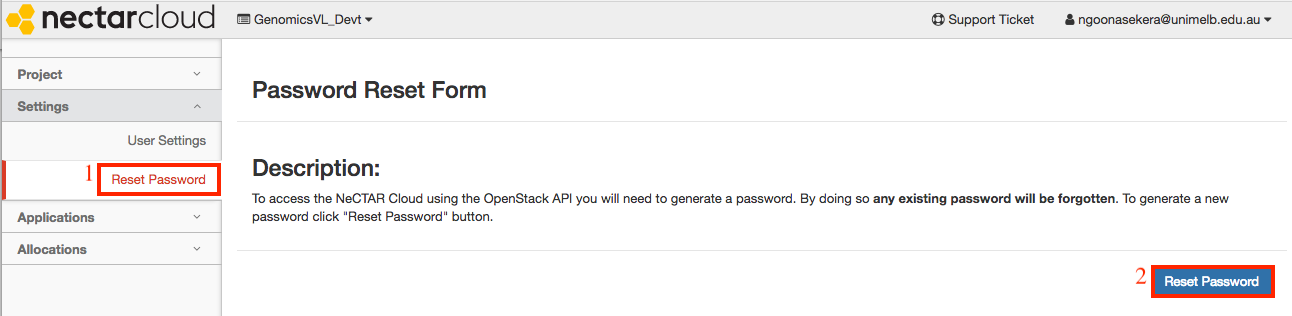 nectarcloud GenomicsVL_Devt Support Ticket ngoonasekera@unimelb.edu.au
Project
Settings
User Settings
1 Reset Password
Applications
Allocations
Password Reset Form
Description:
To access the NeCTAR Cloud using the OpenStack API you will need to generate a password. By doing so any existing password will be forgotten. To generate a new
password click "Reset Password" button.
2 Reset Password